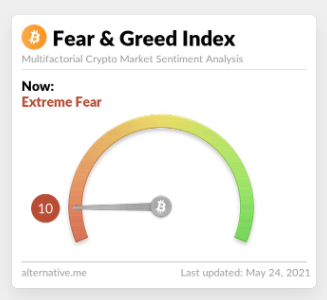 Fear & Greed Index
Multifactorial Crypto Market Sentiment Analysis
Now:
Extreme Fear
10
alternative.me
Last updated: May 24, 2021